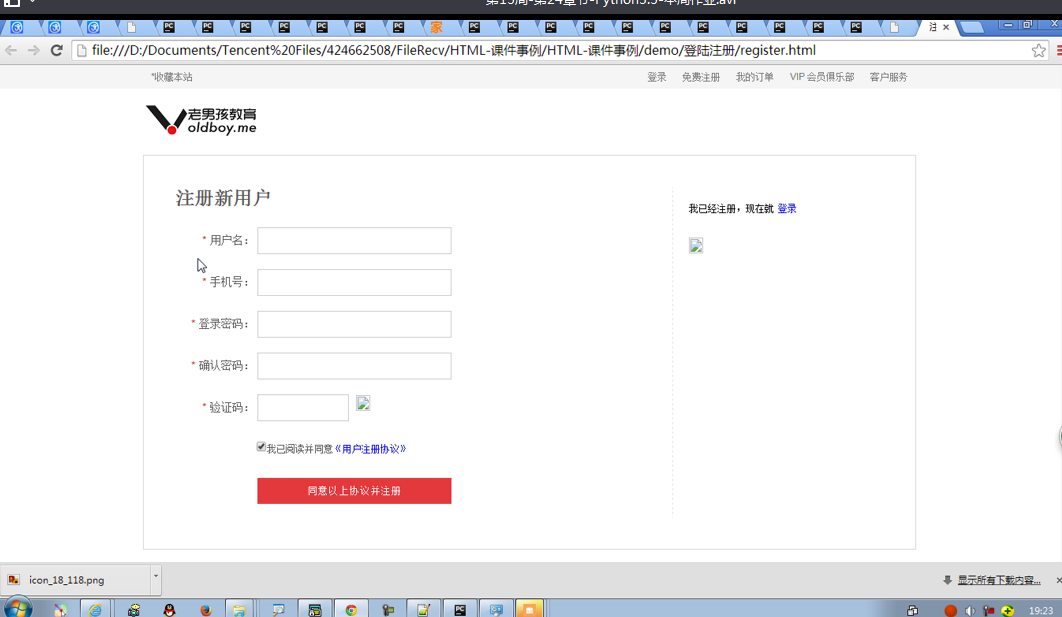 第15周-第24章节-Python3.5-本周作业.avi
家
注
file:///D:/Documents/Tencent%20Files/424662508/FileRecv/HTML-课件事例/HTML-课件事例/demo/登陆注册/register.html
*收藏本站
登录 免费注册 我的订单 VIP会员俱乐部 客户服务
老男孩教育
oldboy.me
注册新用户
我已经注册，现在就 登录
* 用户名：
* 手机号：
* 登录密码：
* 确认密码：
* 验证码：
我已阅读并同意《用户注册协议》
同意以上协议并注册
icon_18_118.png
显示所有下载内容...
19:23